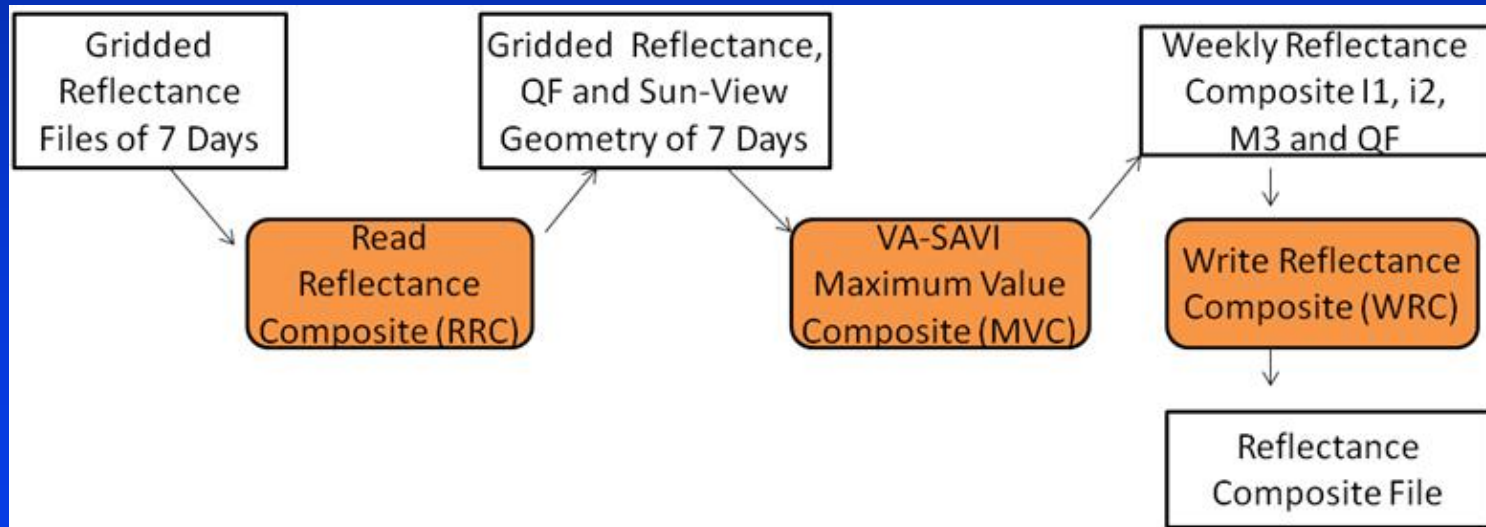 Gridded
Reflectance
Files of 7 Days
Gridded Reflectance,
QF and Sun-View
Geometry of 7 Days
Weekly Reflectance
Composite I1, i2,
M3 and QF
Read
Reflectance
Composite (RRC)
VA-SAVI
Maximum Value
Composite (MVC)
Write Reflectance
Composite (WRC)
Reflectance
Composite File